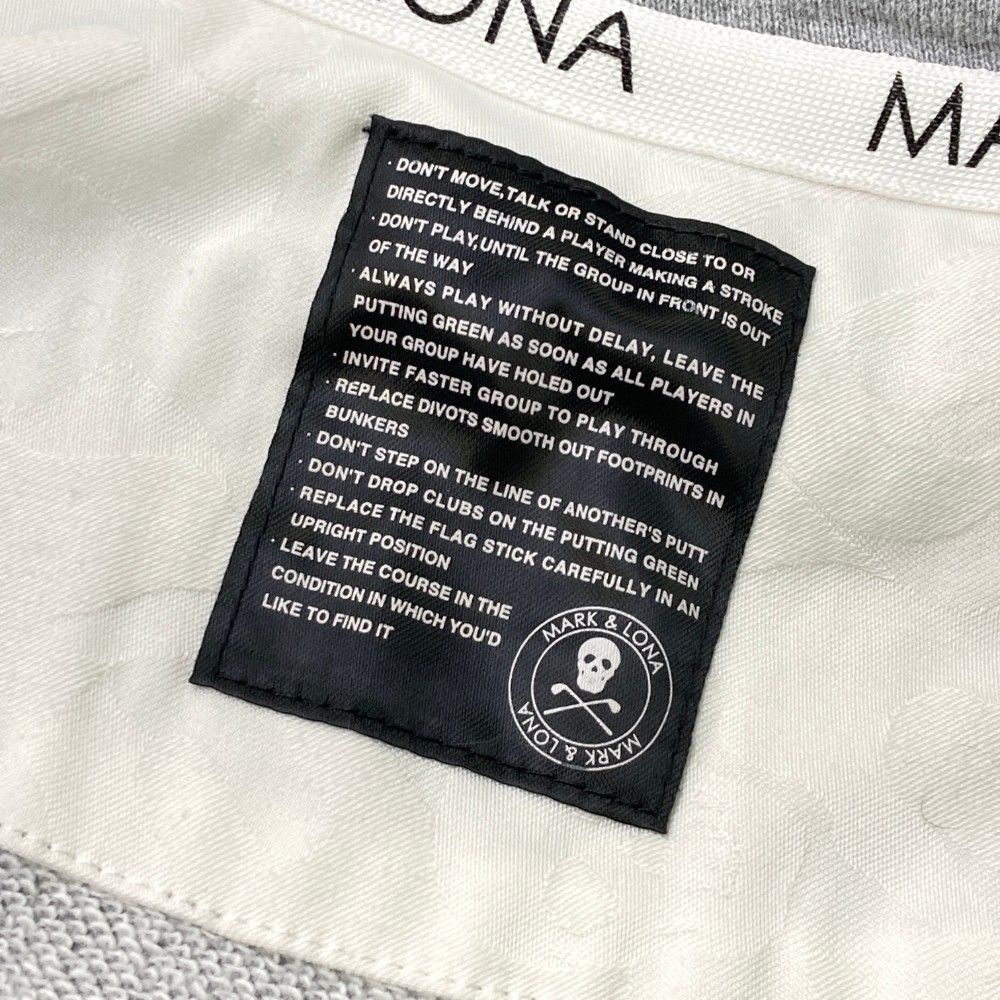 ONA
MA
· DON'T MOVE,TALK OR STAND CLOSE TO OR
DIRECTLY BEHIND A PLAYER MAKING A STROKE
· DON'T PLAY,UNTIL THE GROUP IN FRONT IS OUT
OF THE WAY
· ALWAYS PLAY WITHOUT DELAY, LEAVE THE
PUTTING GREEN AS SOON AS ALL PLAYERS IN
YOUR GROUP HAVE HOLED OUT
· INVITE FASTER GROUP TO PLAY THROUGH
· REPLACE DIVOTS SMOOTH OUT FOOTPRINTS IN
BUNKERS
· DON'T STEP ON THE LINE OF ANOTHER'S PUTT
· DON'T DROP CLUBS ON THE PUTTING GREEN
· REPLACE THE FLAG STICK CAREFULLY IN AN
UPRIGHT POSITION
· LEAVE THE COURSE IN THE
CONDITION IN WHICH YOU'D
LIKE TO FIND IT
MARK & LONA
MARK & LONA